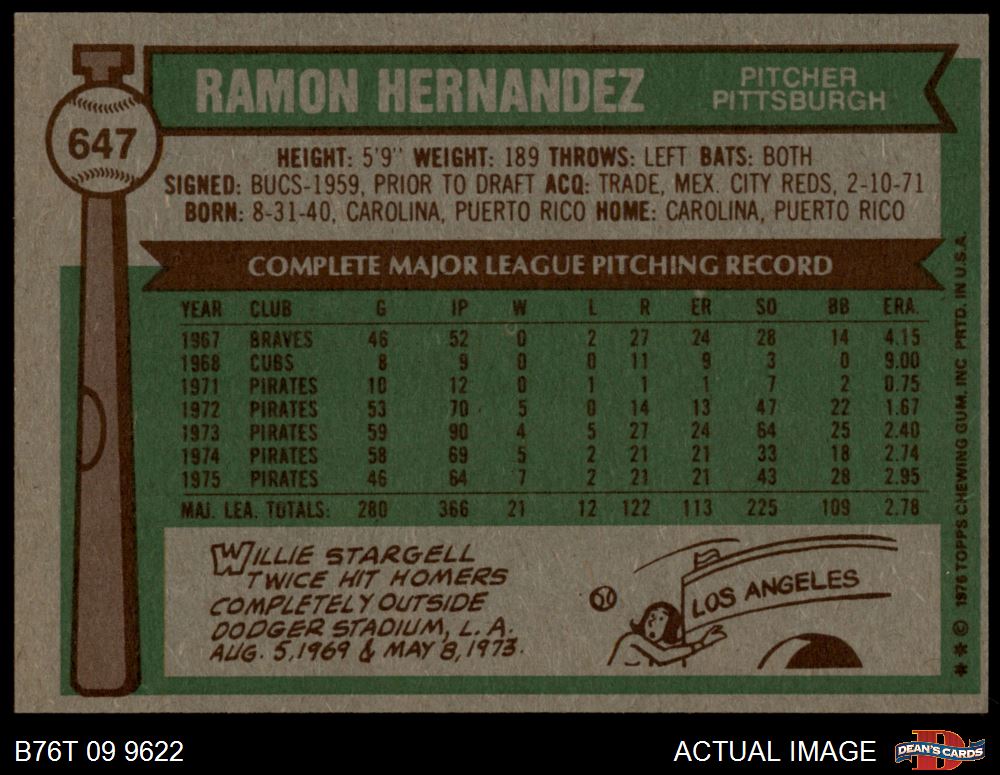 RAMON HERNANDEZ
PITCHER
PITTSBURGH
647
HEIGHT: 5'9" WEIGHT: 189 THROWS: LEFT BATS: BOTH
SIGNED: BUCS-1959, PRIOR TO DRAFT ACQ: TRADE, MEX. CITY REDS, 2-10-71
BORN: 8-31-40, CAROLINA, PUERTO RICO HOME: CAROLINA, PUERTO RICO
COMPLETE MAJOR LEAGUE PITCHING RECORD
YEAR CLUB G IP W L R ER SO BB ERA.
1967 BRAVES 46 52 0 2 27 24 28 14 4.15
1968 CUBS 8 9 0 0 11 9 3 0 9.00
1971 PIRATES 10 12 0 1 1 1 7 2 0.75
1972 PIRATES 53 70 5 0 14 13 47 22 1.67
1973 PIRATES 59 90 4 5 27 24 64 25 2.40
1974 PIRATES 58 69 5 2 21 21 33 18 2.74
1975 PIRATES 46 64 7 2 21 21 43 28 2.95
MAJ. LEA. TOTALS: 280 366 21 12 122 113 225 109 2.78
WILLIE STARGELL
TWICE HIT HOMERS
COMPLETELY OUTSIDE
DODGER STADIUM, L.A.
AUG. 5, 1969 & MAY 8, 1973.
LOS ANGELES
** © 1976 TOPPS CHEWING GUM, INC. PRTD. IN U.S.A.
B76T 09 9622
ACTUAL IMAGE
D
DEAN'S CARDS